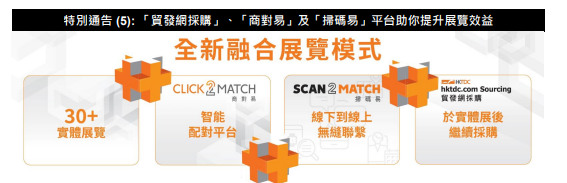 特別通告 (5): 「貿發網採購」、「商對易」及「掃碼易」平台助你提升展覽效益
全新融合展覽模式
30+
實體展覽
CLICK2MATCH
商對易
智能
配對平台
SCAN2MATCH
掃碼易
線下到線上
無縫聯繫
HKTDC
hktdc.com Sourcing
貿發網採購
於實體展後
繼續採購